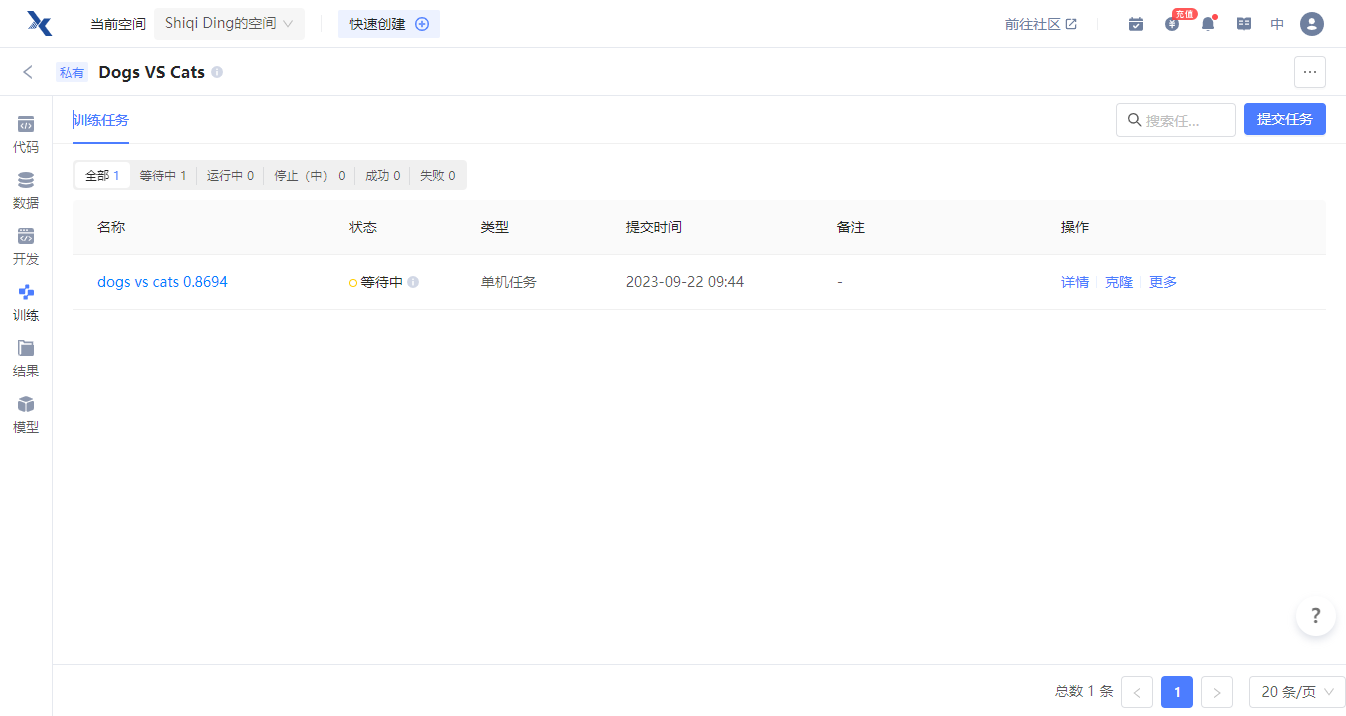 当前空间 Shiqi Ding的空间 快速创建 前往社区 充值 中
私有 Dogs VS Cats
训练任务 搜索任... 提交任务
代码
数据
开发
训练
结果
模型
全部 1 等待中 1 运行中 0 停止（中） 0 成功 0 失败 0
名称 状态 类型 提交时间 备注 操作
dogs vs cats 0.8694 等待中 单机任务 2023-09-22 09:44 - 详情 克隆 更多
?
总数 1 条 < 1 > 20 条/页